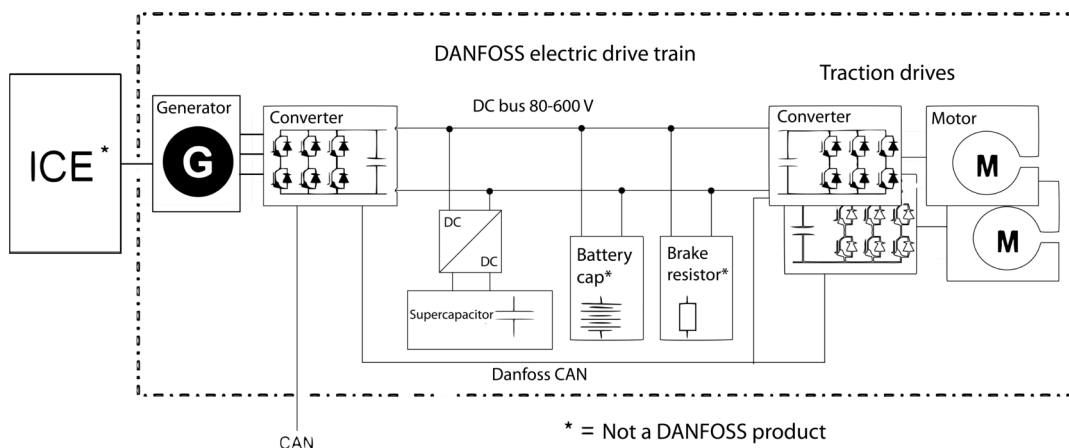 DANFOSS electric drive train
Traction drives
ICE*
Generator
G
Converter
DC bus 80-600 V
Converter
Motor
M
M
DC
DC
Supercapacitor
Battery
cap*
Brake
resistor*
Danfoss CAN
CAN
* = Not a DANFOSS product